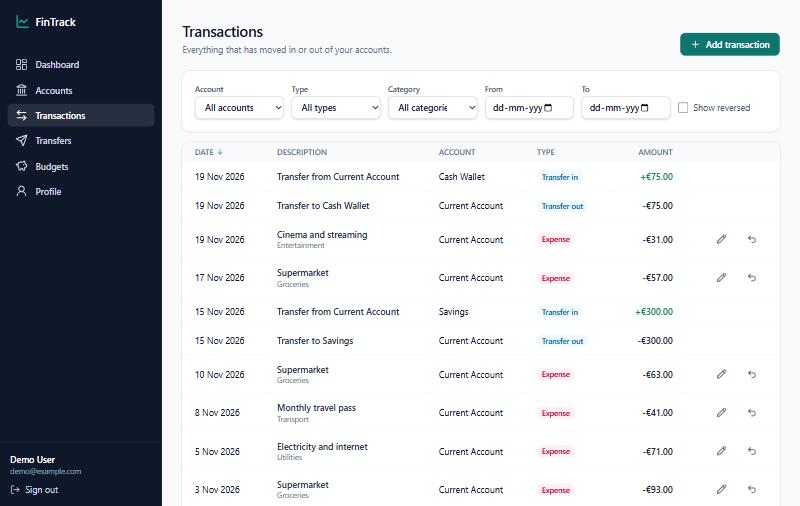 FinTrack
Dashboard
Accounts
Transactions
Transfers
Budgets
Profile
Demo User
demo@example.com
Sign out
Transactions
Everything that has moved in or out of your accounts.
Add transaction
Account Type Category From To
All accounts All types All categorie dd-mm-yyy dd-mm-yyy Show reversed
DATE ↓ DESCRIPTION ACCOUNT TYPE AMOUNT
19 Nov 2026 Transfer from Current Account Cash Wallet Transfer in +€75.00
19 Nov 2026 Transfer to Cash Wallet Current Account Transfer out -€75.00
19 Nov 2026 Cinema and streaming Current Account Expense -€31.00
Entertainment
17 Nov 2026 Supermarket Current Account Expense -€57.00
Groceries
15 Nov 2026 Transfer from Current Account Savings Transfer in +€300.00
15 Nov 2026 Transfer to Savings Current Account Transfer out -€300.00
10 Nov 2026 Supermarket Current Account Expense -€63.00
Groceries
8 Nov 2026 Monthly travel pass Current Account Expense -€41.00
Transport
5 Nov 2026 Electricity and internet Current Account Expense -€71.00
Utilities
3 Nov 2026 Supermarket Current Account Expense -€93.00
Groceries